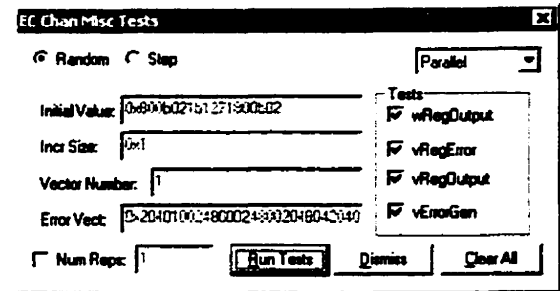 EC Chan Misc Tests
Random Step Parallel
Tests
Initial Value: wRegOutput
Incr Size: 0x1 vRegError
Vector Number: 1 vRegOutput
Error Vect: vErrorGen
Num Reps: 1 Run Tests Dismiss Clear All